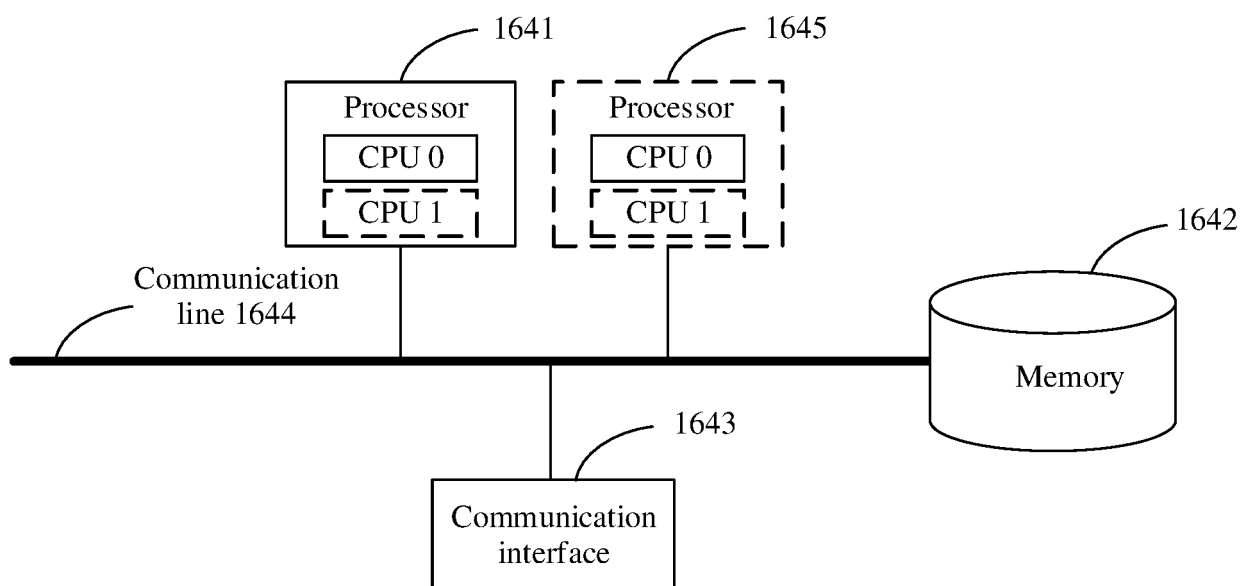 1641
1645
Processor
Processor
CPU 0
CPU 0
CPU 1
CPU 1
1642
Communication
line 1644
Memory
1643
Communication
interface